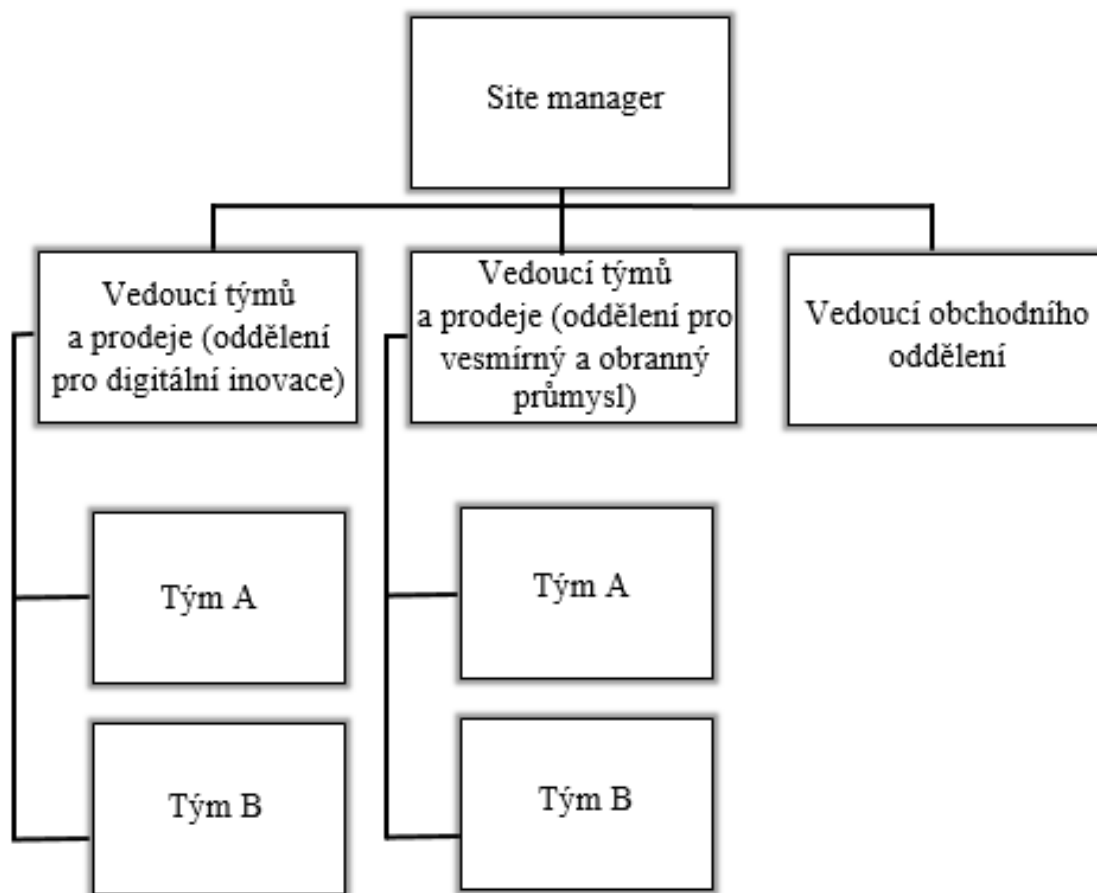 Site manager
Vedoucí týmů
a prodeje (oddělení
pro digitální inovace)
Vedoucí týmů
a prodeje (oddělení pro
vesmírný a obranný
průmysl)
Vedoucí obchodního
oddělení
Tým A
Tým B
Tým A
Tým B